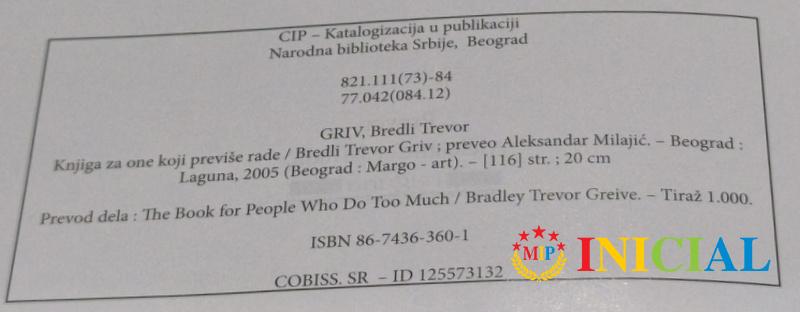 CIP – Katalogizacija u publikaciji
Narodna biblioteka Srbije, Beograd
821.111(73)-84
77.042(084.12)
GRIV, Bredli Trevor
Knjiga za one koji previše rade / Bredli Trevor Griv ; preveo Aleksandar Milajić. – Beograd :
Laguna, 2005 (Beograd : Margo - art). – [116] str. ; 20 cm
Prevod dela : The Book for People Who Do Too Much / Bradley Trevor Greive. – Tiraž 1.000.
ISBN 86-7436-360-1
COBISS. SR – ID 125573132
MIP INICIAL